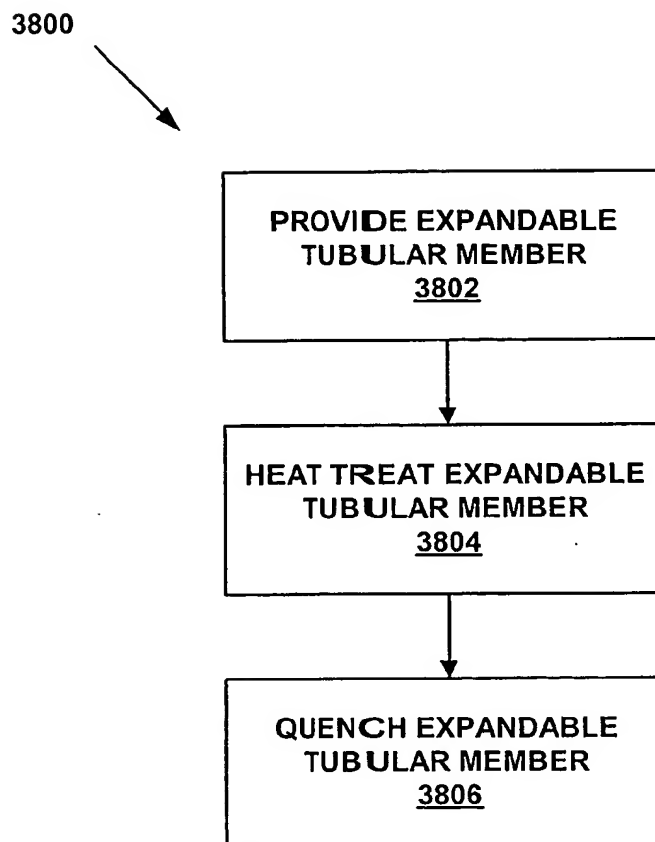 3800
PROVIDE EXPANDABLE
TUBULAR MEMBER
3802
HEAT TREAT EXPANDABLE
TUBULAR MEMBER
3804
QUENCH EXPANDABLE
TUBULAR MEMBER
3806